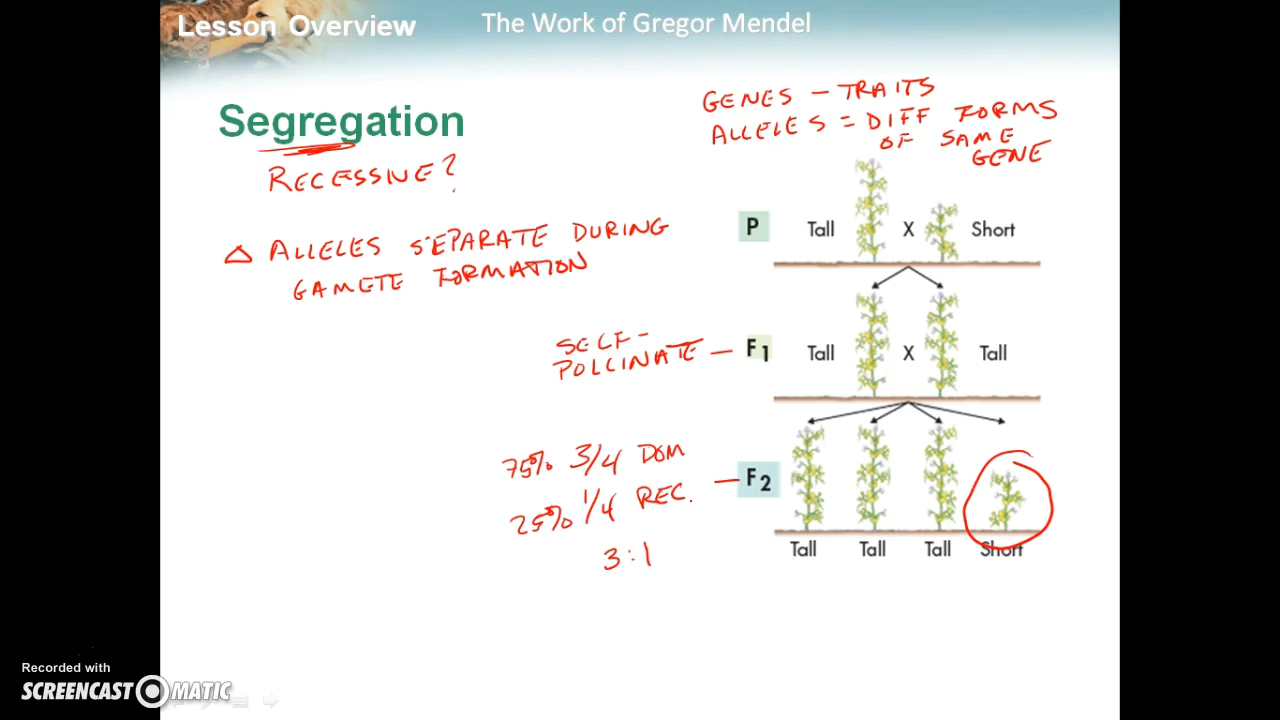 Lesson Overview
The Work of Gregor Mendel
Segregation
RECESSIVE?
GENES - TRAITS
ALLELES = DIFF FORMS
OF SAME
GENE
△ ALLELES SEPARATE DURING
GAMETE FORMATION
P Tall X Short
SELF-
POLLINATE — F1 Tall X Tall
75% 3/4 DOM
25% 1/4 REC.
— F2
3:1
Tall Tall Tall Short
Recorded with
SCREENCAST-O-MATIC